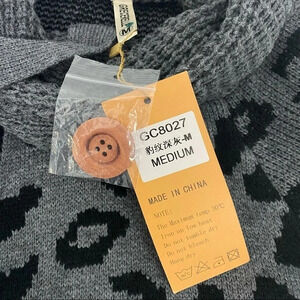 GC8027
豹纹深灰-M
MEDIUM
MADE IN CHINA
NOTE:
The Maximum temps 30℃
Iron on low heat
Do not tumble dry
Do not bleach
Hang dry